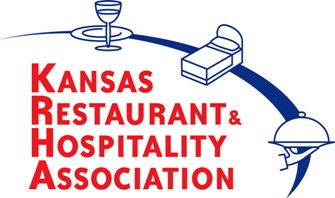 KANSAS
RESTAURANT &
HOSPITALITY
ASSOCIATION